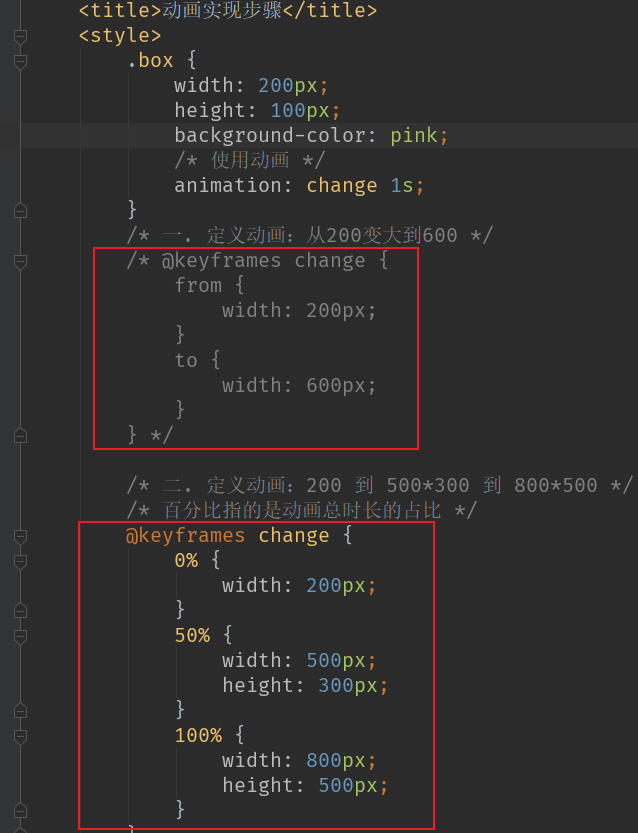 <title>动画实现步骤</title>
<style>
.box {
width: 200px;
height: 100px;
background-color: pink;
/* 使用动画 */
animation: change 1s;
}
/* 一. 定义动画：从200变大到600 */
/* @keyframes change {
from {
width: 200px;
}
to {
width: 600px;
}
} */
/* 二. 定义动画：200 到 500*300 到 800*500 */
/* 百分比指的是动画总时长的占比 */
@keyframes change {
0% {
width: 200px;
}
50% {
width: 500px;
height: 300px;
}
100% {
width: 800px;
height: 500px;
}